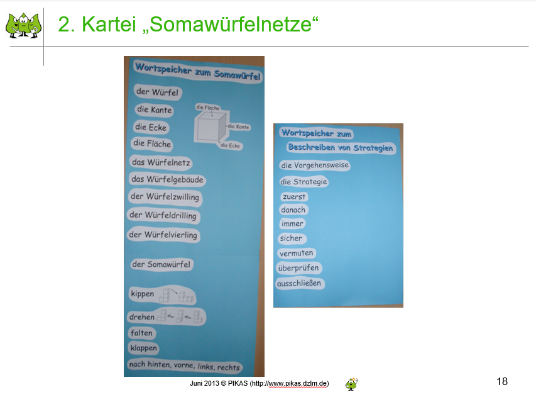 2. Kartei „Somawürfelnetze“
Wortspeicher zum Somawürfel
der Würfel
die Kante
die Ecke
die Fläche
die Fläche
die Kante
die Ecke
das Würfelnetz
das Würfelgebäude
der Würfelzwilling
der Würfeldrilling
der Würfelvierling
der Somawürfel
kippen
drehen
falten
klappen
nach hinten, vorne, links, rechts
Wortspeicher zum
Beschreiben von Strategien
die Vorgehensweise
die Strategie
zuerst
danach
immer
sicher
vermuten
überprüfen
ausschließen
Juni 2013 © PIKAS (http://www.pikas.dzlm.de)
18